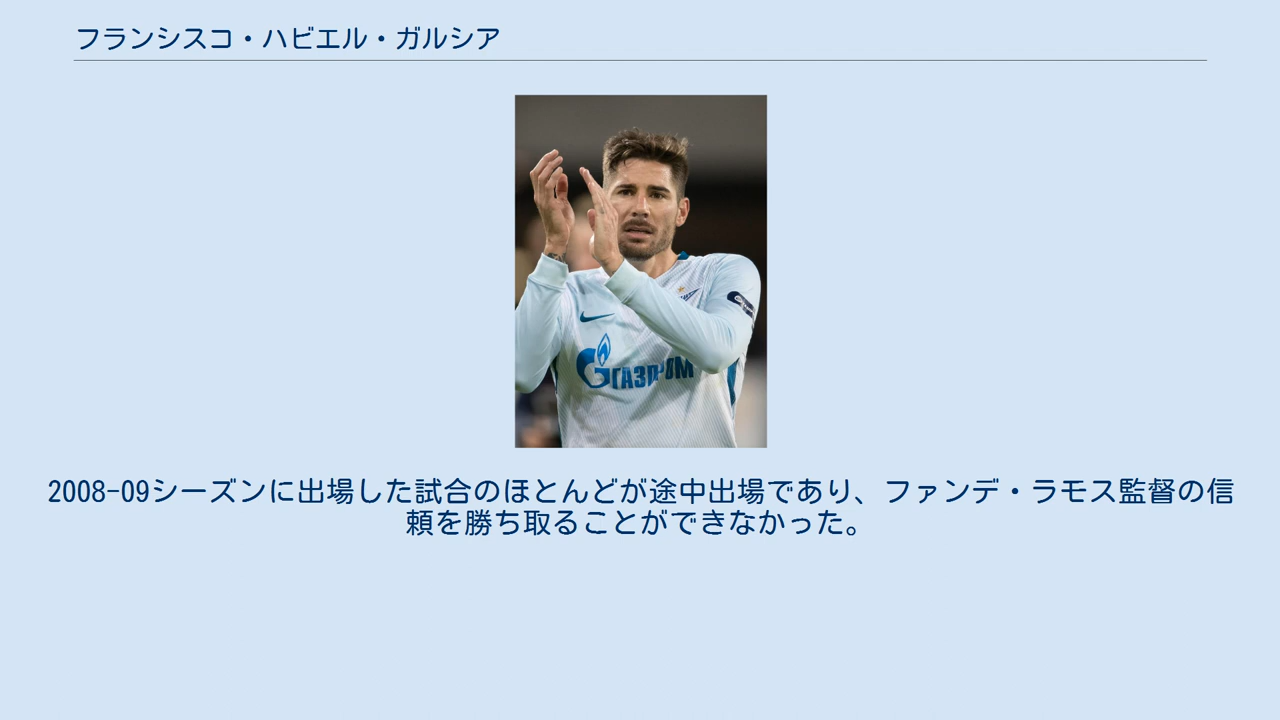 フランシスコ・ハビエル・ガルシア
ГАЗПРОМ
2008-09シーズンに出場した試合のほとんどが途中出場であり、ファンデ・ラモス監督の信
頼を勝ち取ることができなかった。